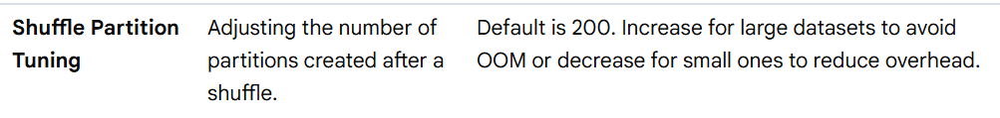 Shuffle Partition
Tuning
Adjusting the number of
partitions created after a
shuffle.
Default is 200. Increase for large datasets to avoid
OOM or decrease for small ones to reduce overhead.